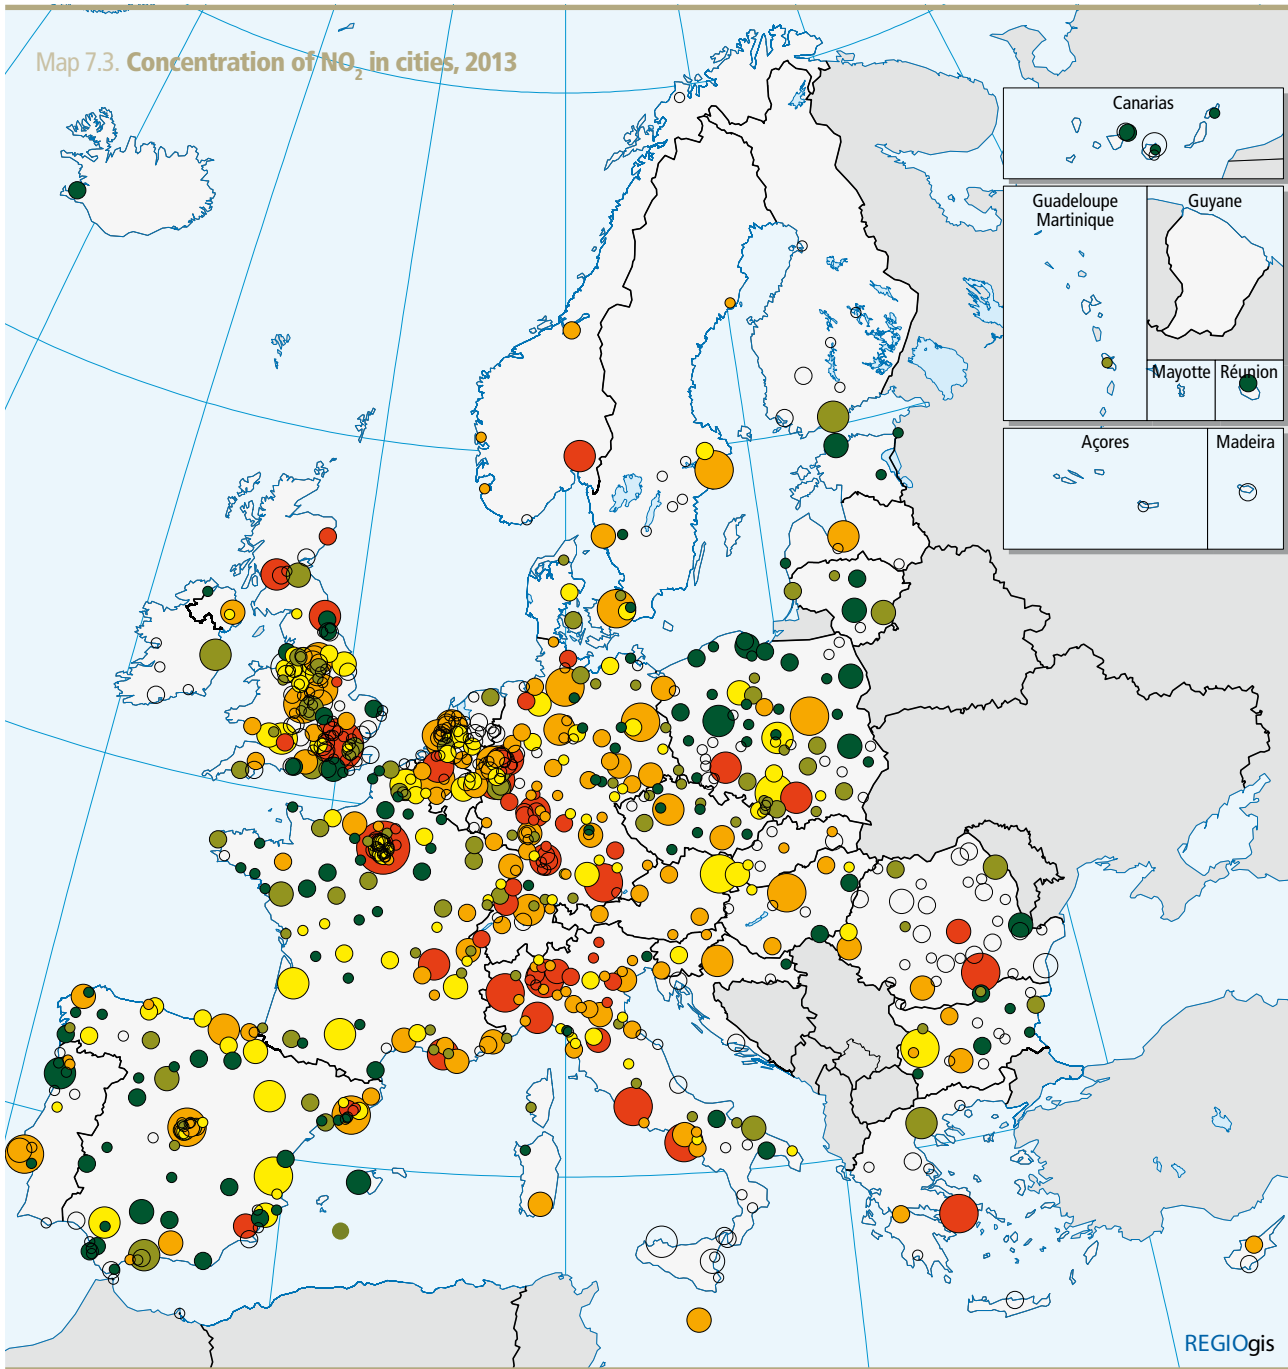 Map 7.3. Concentration of NO₂ in cities, 2013
Canarias
Guadeloupe
Martinique
Guyane
Mayotte
Réunion
Açores
Madeira
REGIOgis